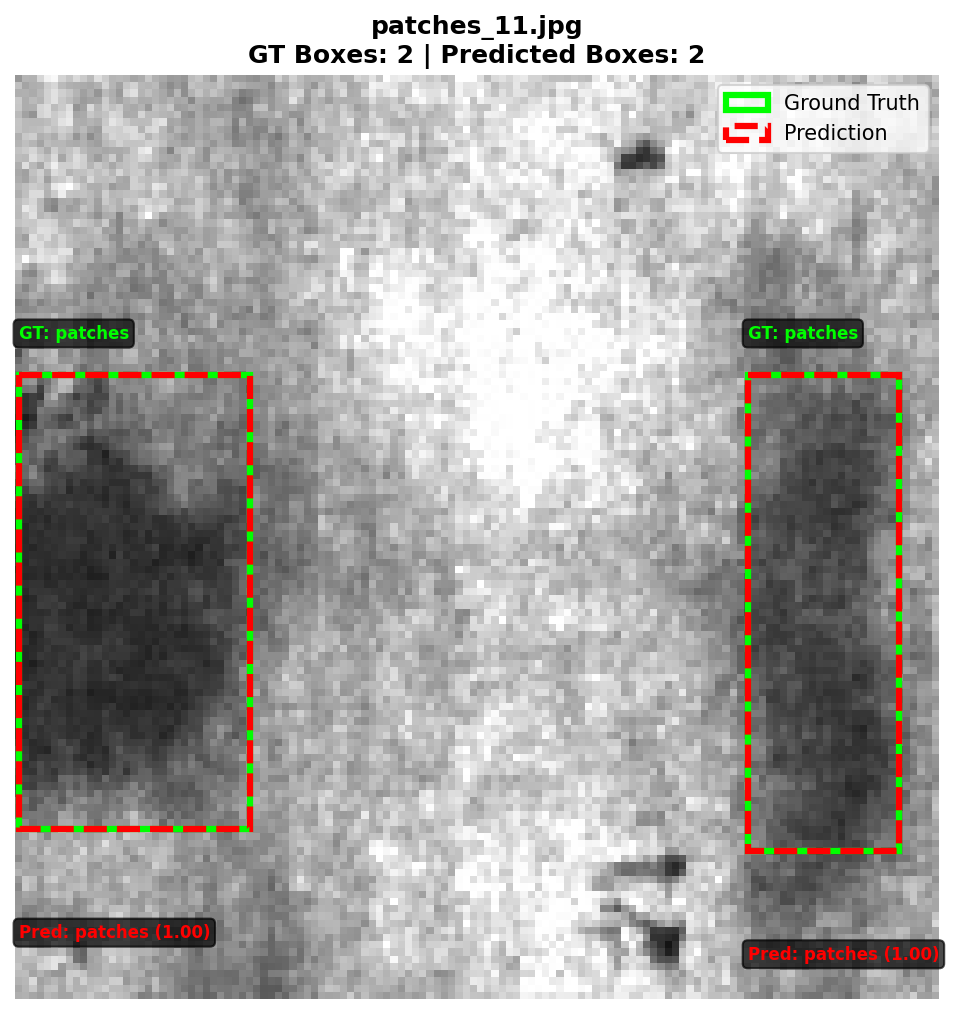 patches_11.jpg
GT Boxes: 2 | Predicted Boxes: 2
Ground Truth
Prediction
GT: patches
GT: patches
Pred: patches (1.00)
Pred: patches (1.00)